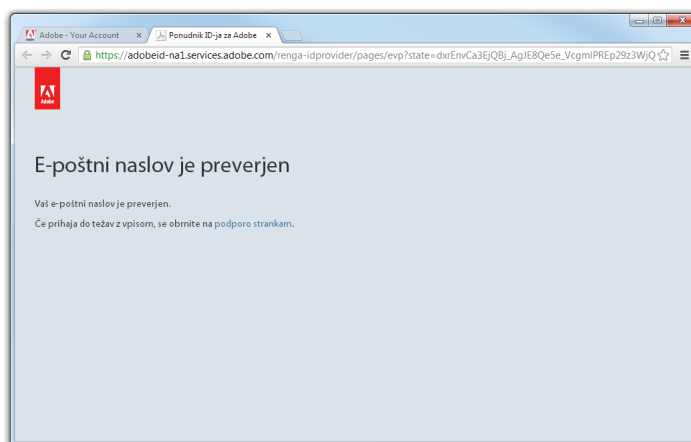 Adobe - Your Account
Ponudnik ID-ja za Adobe
https://adobeid-na1.services.adobe.com/renga-idprovider/pages/evp?state=dxrEnvCa3EjQBj_AgJE8Qe5e_VcgmIPREp29z3WjQ
Adobe
E-poštni naslov je preverjen
Vaš e-poštni naslov je preverjen.
Če prihaja do težav z vpisom, se obrnite na podporo strankam.